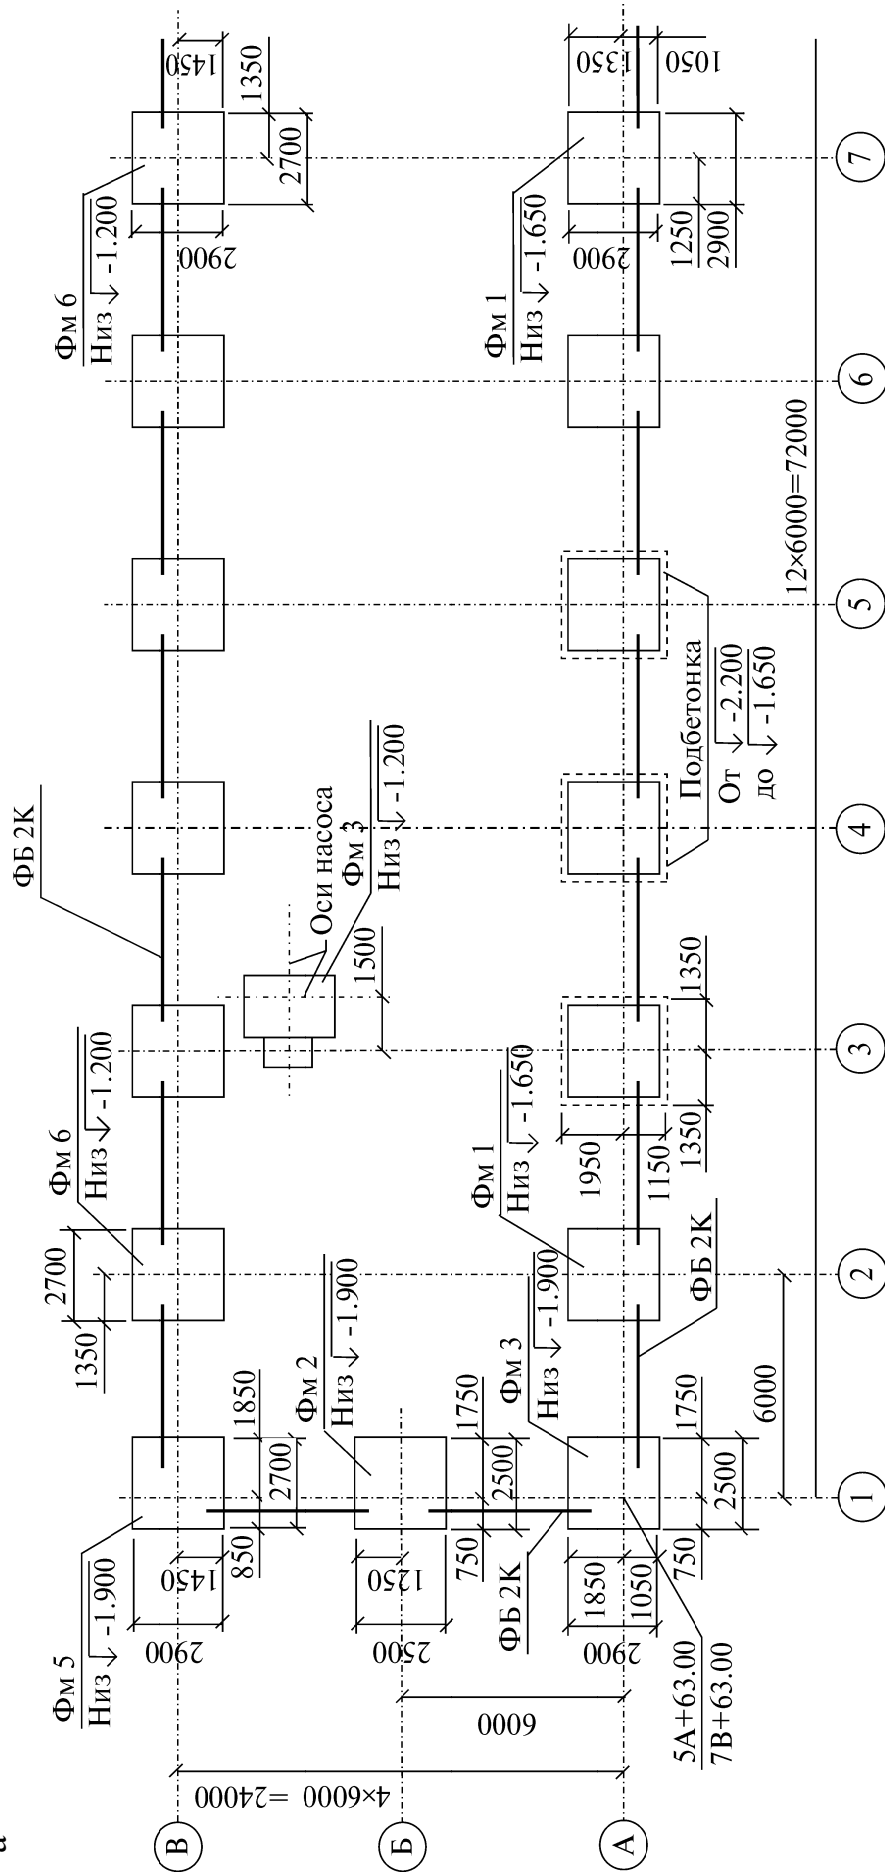 а
Фм 5
Низ -1.900
2900
1450
850
2700
1850
1350
2700
Фм 6
Низ -1.200
ФБ 2К
Фм 6
Низ -1.200
2900
2700
1350
1450
В
4×6000 =24000
6000
Б
2500
1250
750
2500
1750
Фм 2
Низ -1.900
ФБ 2К
1500
Оси насоса
Фм 3
Низ -1.200
А
2900
1850
1050
5А+63.00
7В+63.00
750
2500
1750
Фм 3
Низ -1.900
6000
ФБ 2К
Фм 1
Низ -1.650
1950
1150
1350
1350
Подбетонка
От -2.200
до -1.650
Фм 1
Низ -1.650
2900
1250
2900
1350
1050
12×6000=72000
1
2
3
4
5
6
7